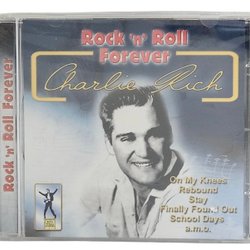 Rock 'n' Roll
Forever
Charlie Rich
On My Knees
Rebound
Stay
Finally Found Out
School Days
a.m.o.
Rock 'n' Roll Forever